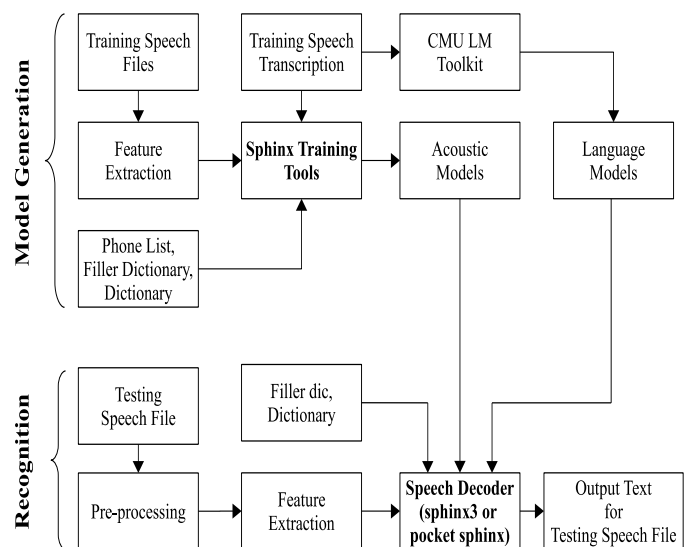 Model Generation
Training Speech
Files
Training Speech
Transcription
CMU LM
Toolkit
Feature
Extraction
Sphinx Training
Tools
Acoustic
Models
Language
Models
Phone List,
Filler Dictionary,
Dictionary
Recognition
Testing
Speech File
Filler dic,
Dictionary
Pre-processing
Feature
Extraction
Speech Decoder
(sphinx3 or
pocket sphinx)
Output Text
for
Testing Speech File